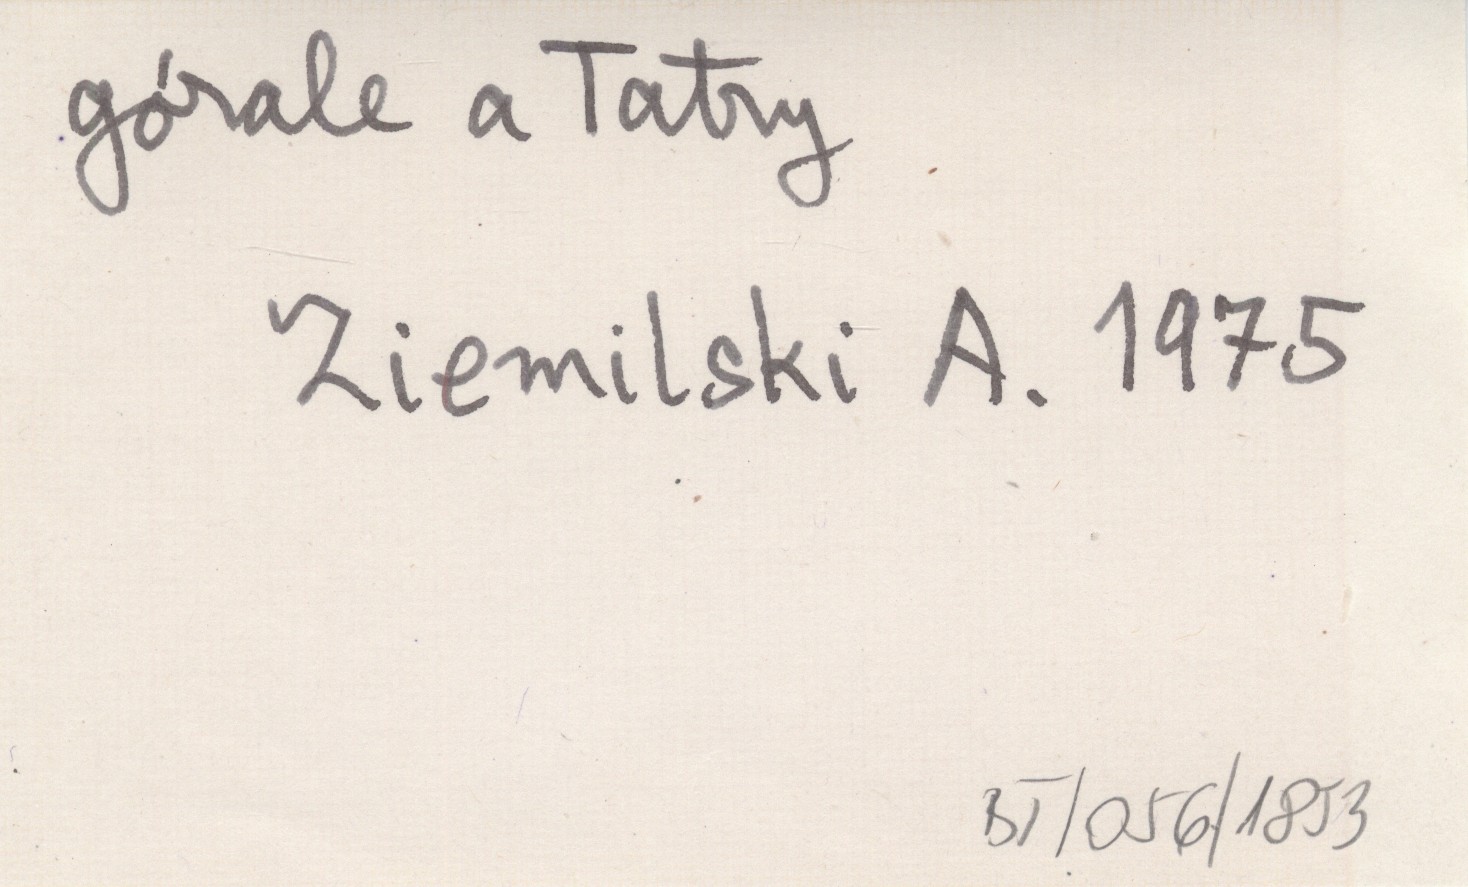 górale a Tatry
Ziemilski A. 1975
BT/056/1853